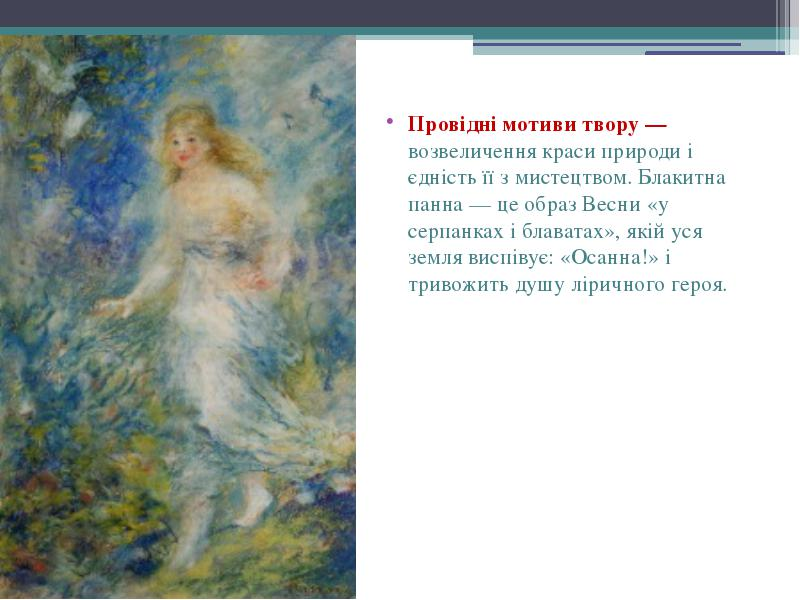 Провідні мотиви твору —
возвеличення краси природи і
єдність її з мистецтвом. Блакитна
панна — це образ Весни «у
серпанках і блаватах», якій уся
земля виспівує: «Осанна!» і
тривожить душу ліричного героя.